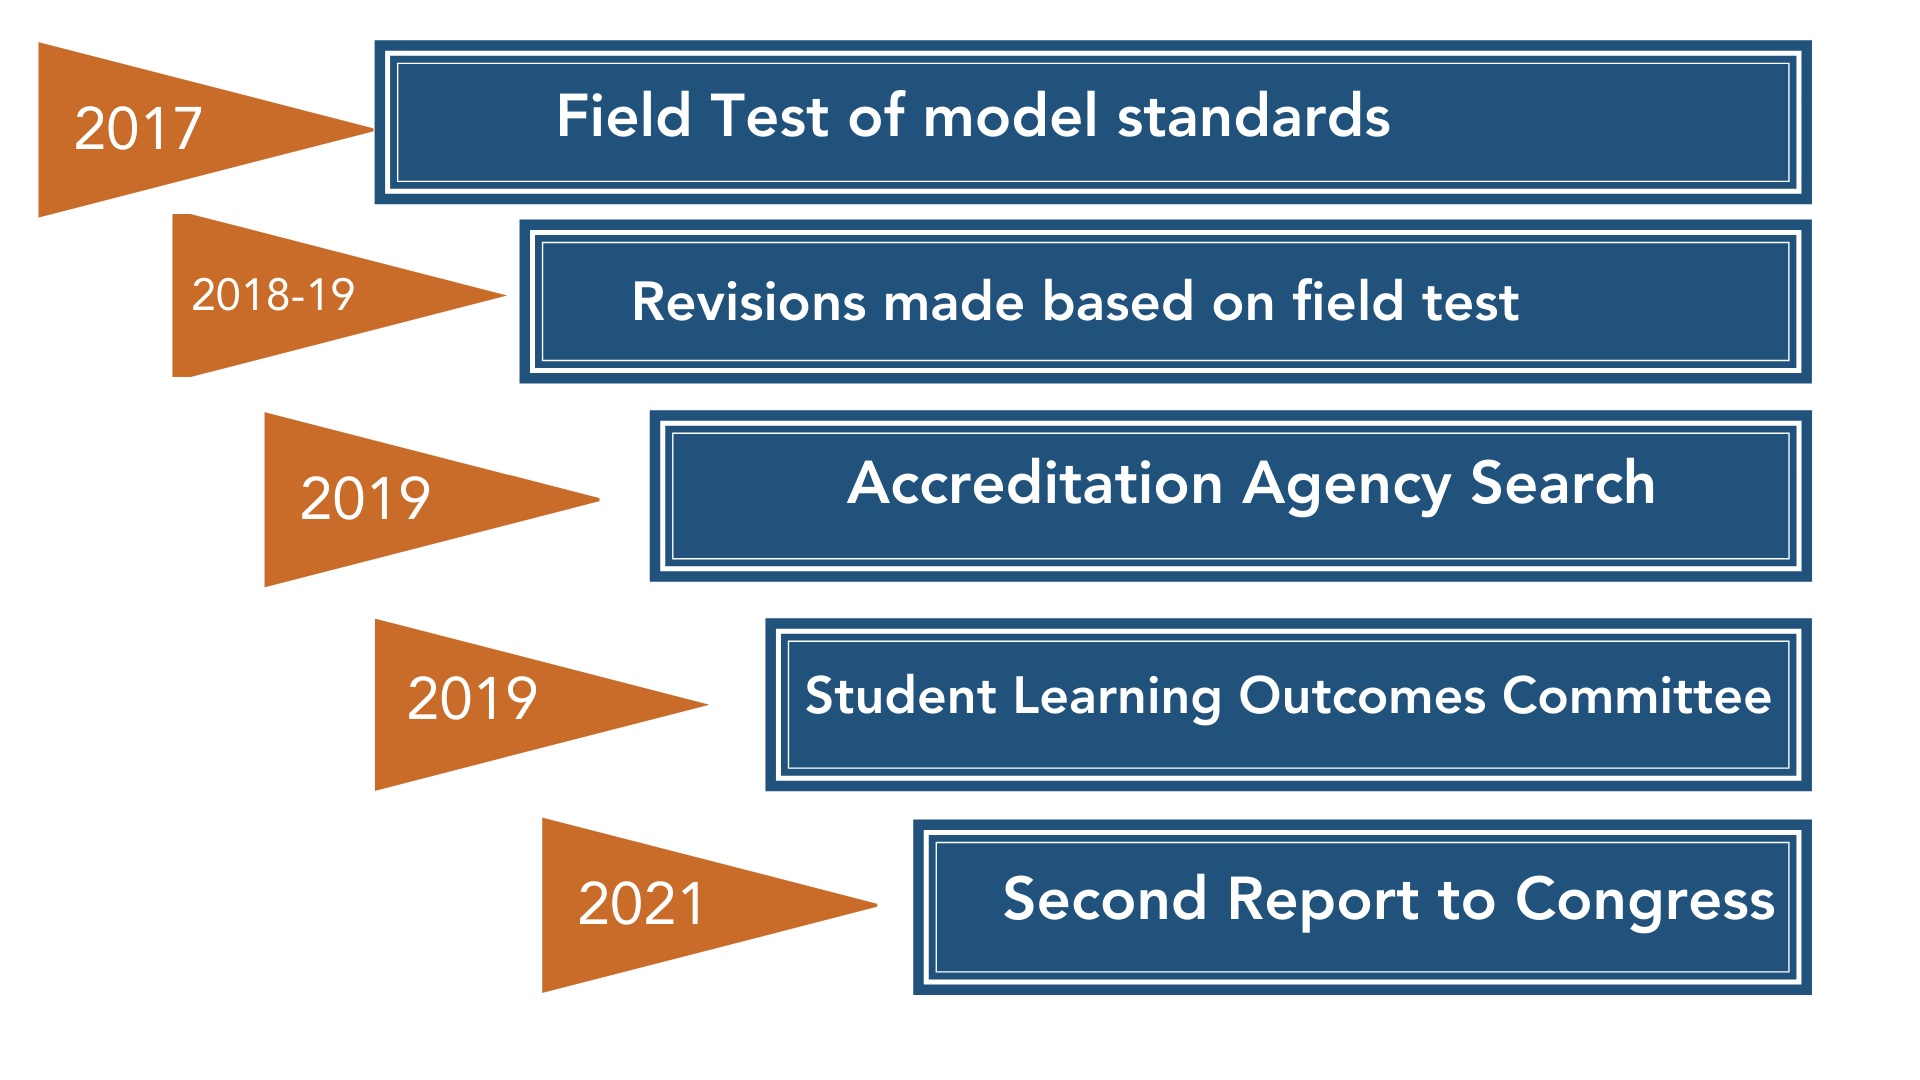 2017
Field Test of model standards
2018-19
Revisions made based on field test
2019
Accreditation Agency Search
2019
Student Learning Outcomes Committee
2021
Second Report to Congress